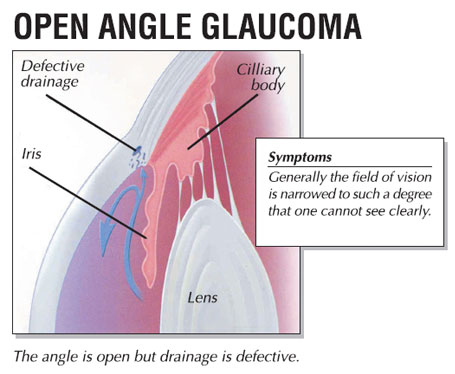 OPEN ANGLE GLAUCOMA
Defective
drainage
Cilliary
body
Iris
Symptoms
Generally the field of vision
is narrowed to such a degree
that one cannot see clearly.
Lens
The angle is open but drainage is defective.